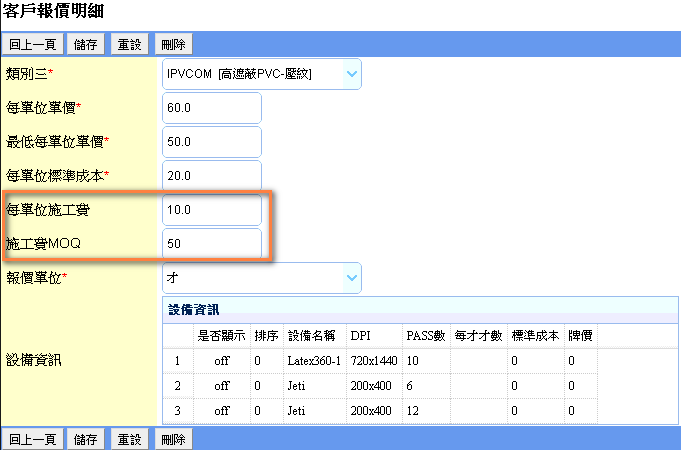 客戶報價明細
回上一頁 儲存 重設 刪除
類別三* IPVCOM [高遮蔽PVC-壓紋]
每單位單價* 60.0
最低每單位單價* 50.0
每單位標準成本* 20.0
每單位施工費 10.0
施工費MOQ 50
報價單位* 才
設備資訊
設備資訊
是否顯示 排序 設備名稱 DPI PASS數 每才才數 標準成本 牌價
1 off 0 Latex360-1 720x1440 10 0 0
2 off 0 Jeti 200x400 6 0 0
3 off 0 Jeti 200x400 12 0 0
回上一頁 儲存 重設 刪除